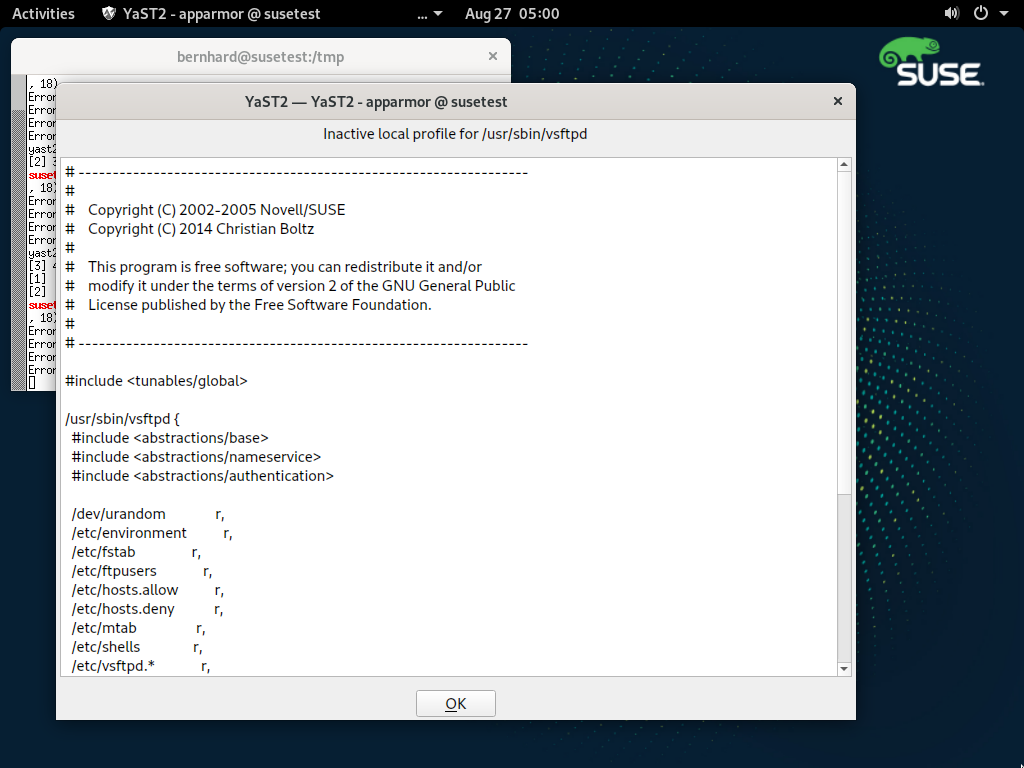 Activities YaST2 - apparmor @ susetest ... Aug 27 05:00
bernhard@susetest:/tmp
, 18)
Error
Error
Error
Error
yast2
[2] 3
suset
, 18)
Error
Error
Error
Error
yast2
[3] 4
[1]
[2]
suset
, 18)
Error
Error
Error
Error
SUSE
YaST2 — YaST2 - apparmor @ susetest
Inactive local profile for /usr/sbin/vsftpd
# ------------------------------------------------------------------
#
# Copyright (C) 2002-2005 Novell/SUSE
# Copyright (C) 2014 Christian Boltz
#
# This program is free software; you can redistribute it and/or
# modify it under the terms of version 2 of the GNU General Public
# License published by the Free Software Foundation.
#
# ------------------------------------------------------------------
#include <tunables/global>
/usr/sbin/vsftpd {
#include <abstractions/base>
#include <abstractions/nameservice>
#include <abstractions/authentication>
/dev/urandom r,
/etc/environment r,
/etc/fstab r,
/etc/ftpusers r,
/etc/hosts.allow r,
/etc/hosts.deny r,
/etc/mtab r,
/etc/shells r,
/etc/vsftpd.* r,
OK